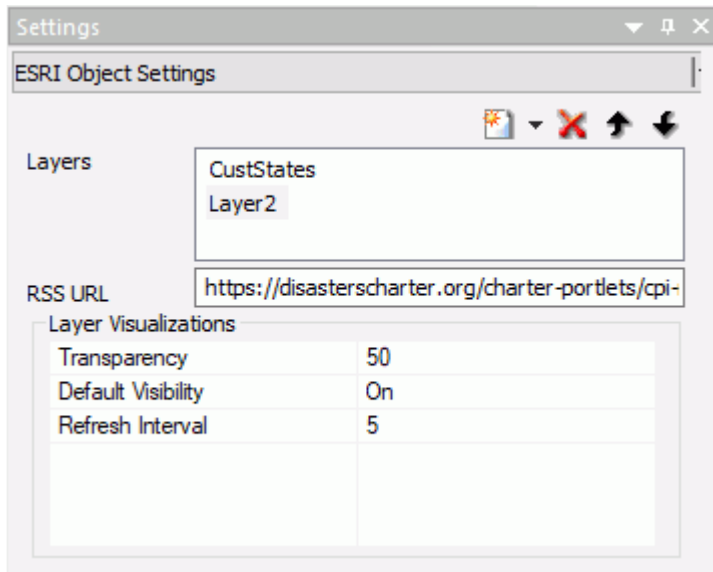 Settings
ESRI Object Settings
Layers
CustStates
Layer2
RSS URL
https://disasterscharter.org/charter-portlets/cpi-
Layer Visualizations
Transparency 50
Default Visibility On
Refresh Interval 5